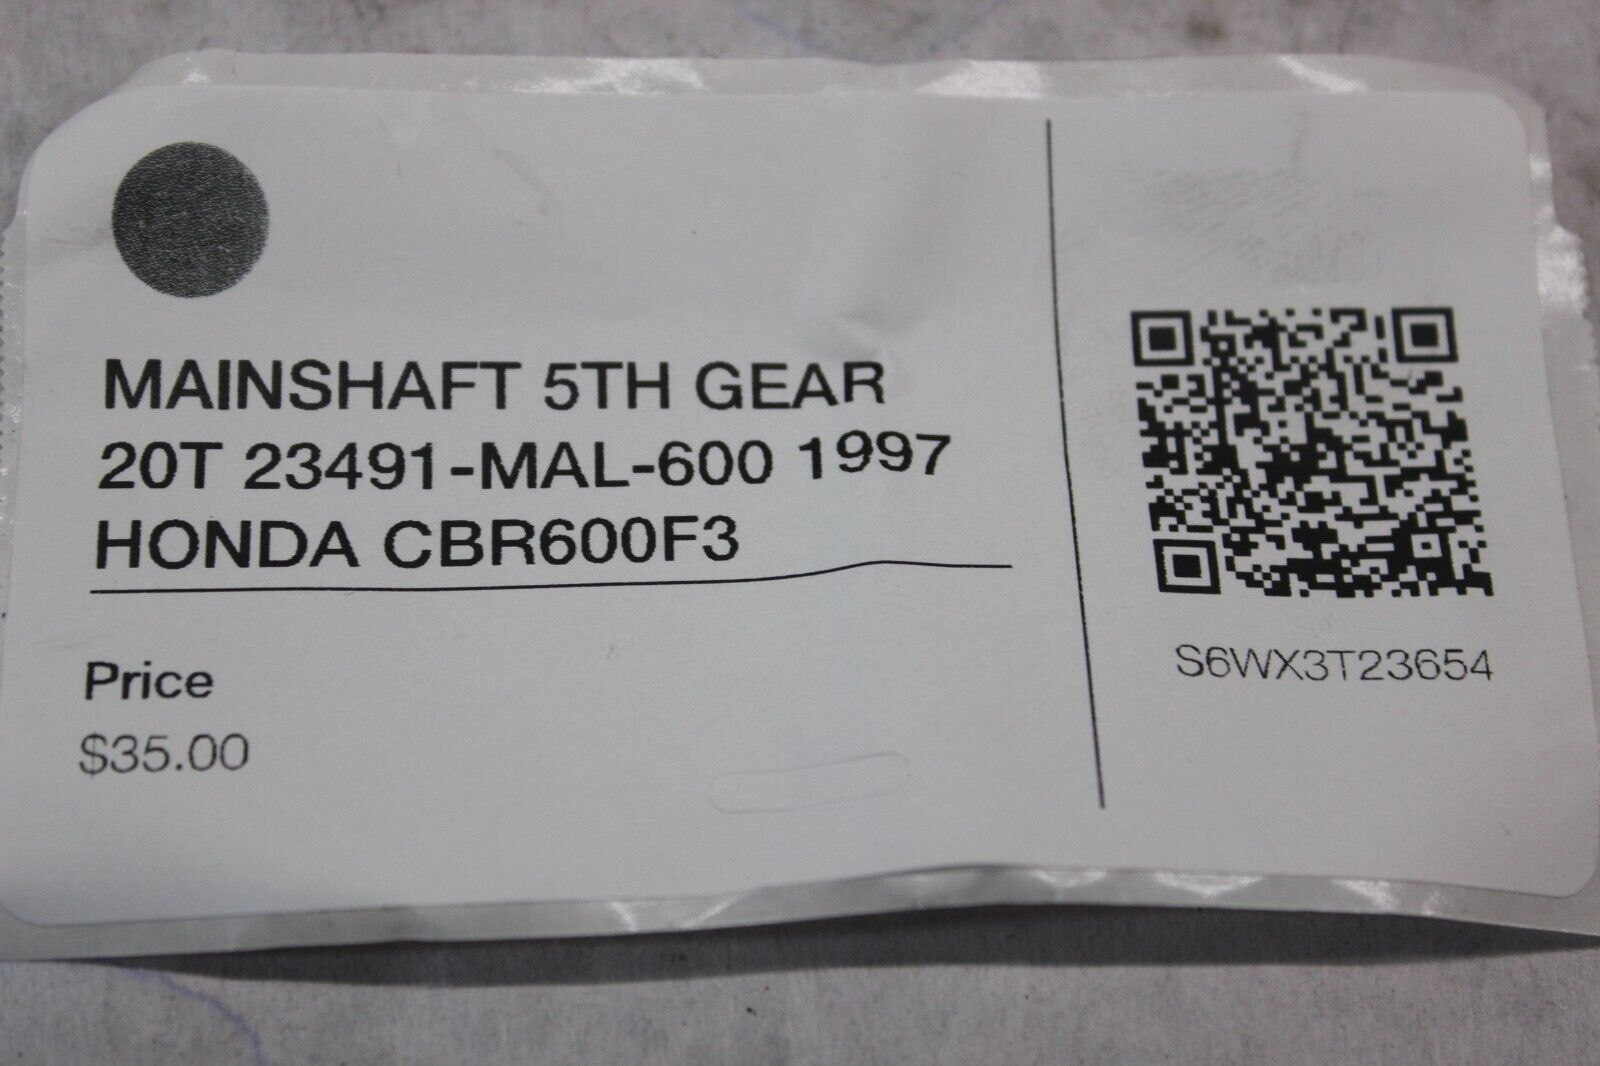 MAINSHAFT 5TH GEAR
20T 23491-MAL-600 1997
HONDA CBR600F3
Price
$35.00
S6WX3T23654